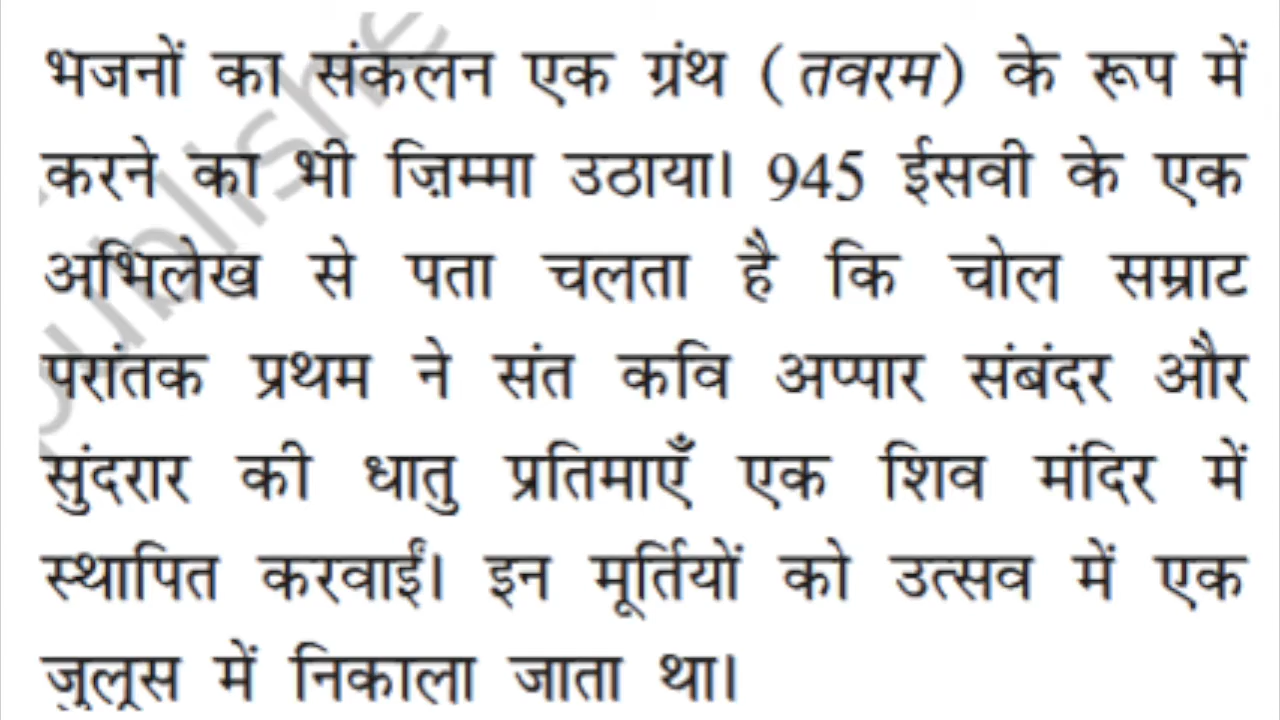 भजनों का संकलन एक ग्रंथ (तवरम) के रूप में
करने का भी ज़िम्मा उठाया। 945 ईसवी के एक
अभिलेख से पता चलता है कि चोल सम्राट
परांतक प्रथम ने संत कवि अप्पार संबंदर और
सुंदरार की धातु प्रतिमाएँ एक शिव मंदिर में
स्थापित करवाईं। इन मूर्तियों को उत्सव में एक
जुलूस में निकाला जाता था।
publishe